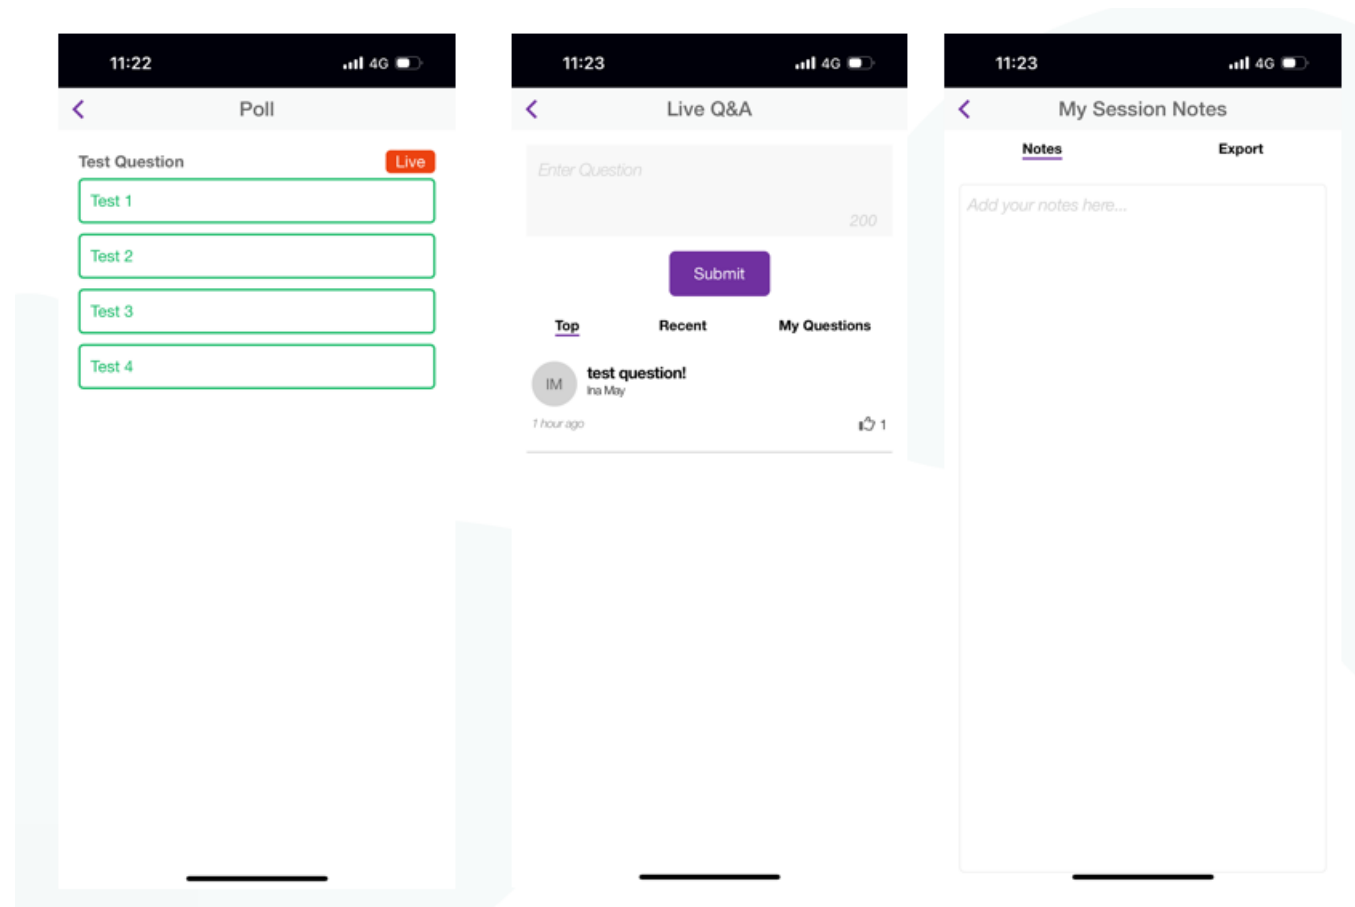 11:22
4G
Poll
Test Question
Live
Test 1
Test 2
Test 3
Test 4
11:23
4G
Live Q&A
Enter Question
200
Submit
Top Recent My Questions
IM
test question!
Ina May
1 hour ago
1
11:23
4G
My Session Notes
Notes Export
Add your notes here...